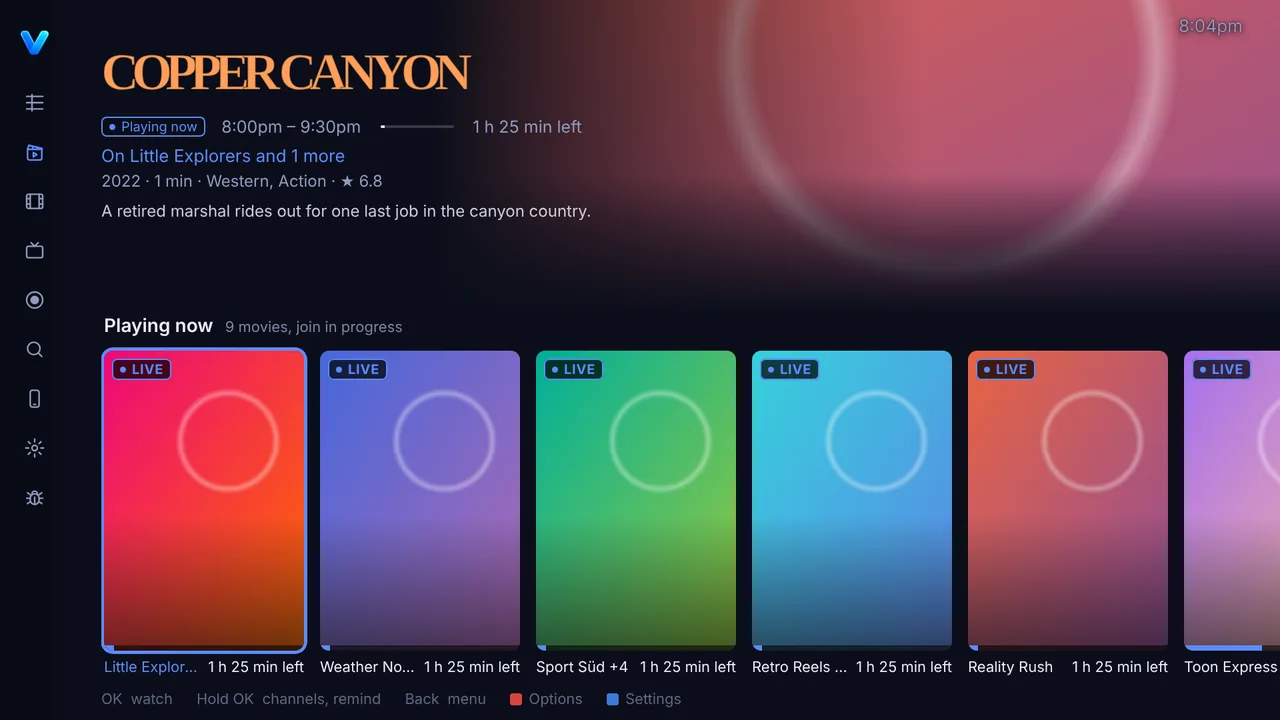 8:04pm
COPPER CANYON
Playing now 8:00pm – 9:30pm 1 h 25 min left
On Little Explorers and 1 more
2022 · 1 min · Western, Action · ★ 6.8
A retired marshal rides out for one last job in the canyon country.
Playing now 9 movies, join in progress
LIVE LIVE LIVE LIVE LIVE LIVE
Little Explor... 1 h 25 min left Weather No... 1 h 25 min left Sport Süd +4 1 h 25 min left Retro Reels ... 1 h 25 min left Reality Rush 1 h 25 min left Toon Express
OK watch Hold OK channels, remind Back menu Options Settings